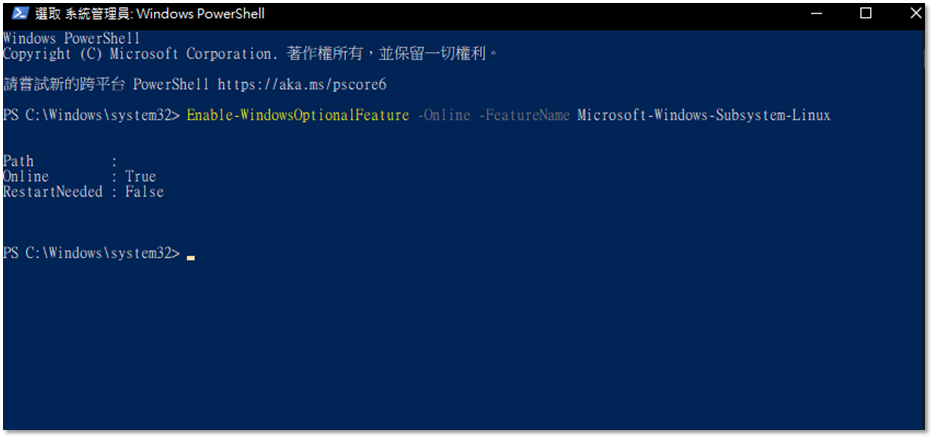 選取 系統管理員: Windows PowerShell
Windows PowerShell
Copyright (C) Microsoft Corporation. 著作權所有，並保留一切權利。
請嘗試新的跨平台 PowerShell https://aka.ms/pscore6
PS C:\Windows\system32> Enable-WindowsOptionalFeature -Online -FeatureName Microsoft-Windows-Subsystem-Linux
Path          :
Online        : True
RestartNeeded : False
PS C:\Windows\system32>